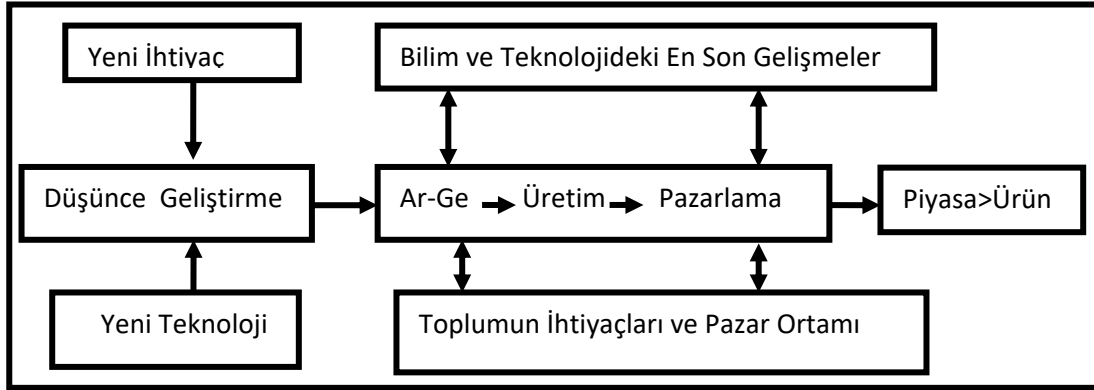 Yeni İhtiyaç
Bilim ve Teknolojideki En Son Gelişmeler
Düşünce Geliştirme
Ar-Ge
Üretim
Pazarlama
Piyasa>Ürün
Yeni Teknoloji
Toplumun İhtiyaçları ve Pazar Ortamı